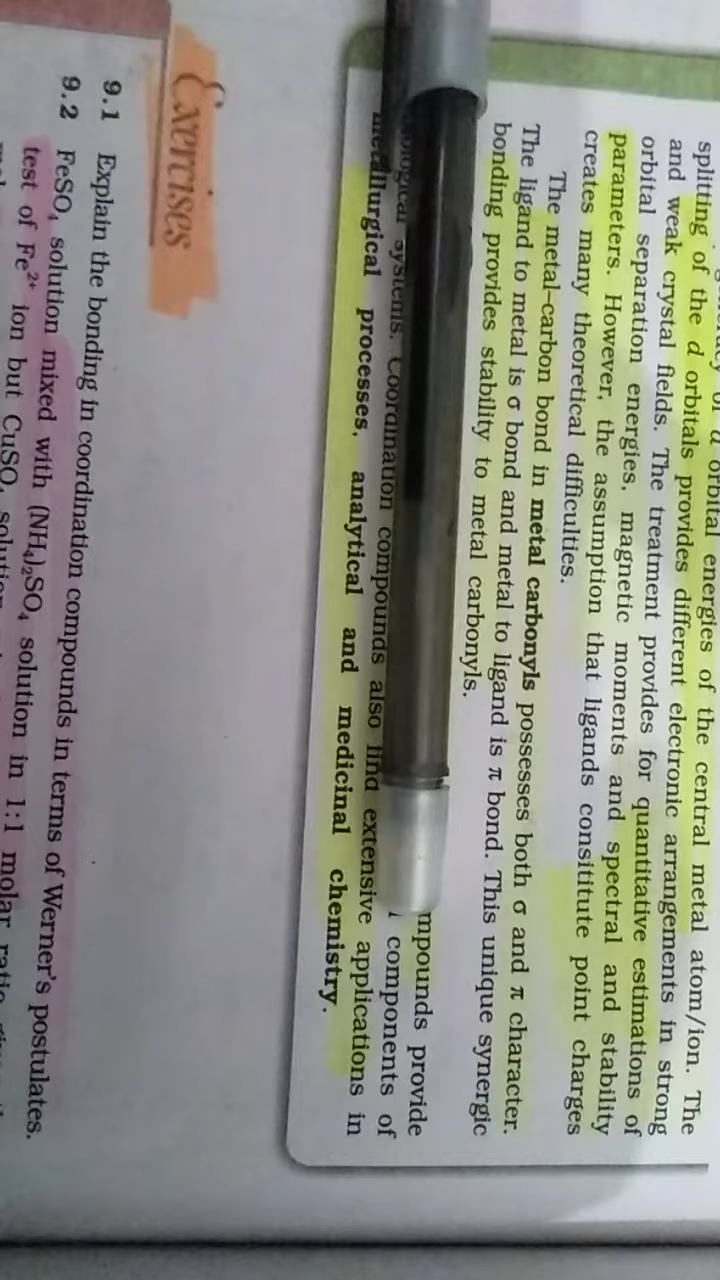 orbital energies of the central metal atom/ion. The
splitting of the d orbitals provides different electronic arrangements in strong
and weak crystal fields. The treatment provides for quantitative estimations of
orbital separation energies, magnetic moments and spectral and stability
parameters. However, the assumption that ligands consititute point charges
creates many theoretical difficulties.
The metal–carbon bond in metal carbonyls possesses both σ and π character.
The ligand to metal is σ bond and metal to ligand is π bond. This unique synergic
bonding provides stability to metal carbonyls.
mpounds provide
components of
systems. Coordination compounds also find extensive applications in
metallurgical processes, analytical and medicinal chemistry.
Exercises
9.1 Explain the bonding in coordination compounds in terms of Werner's postulates.
9.2 FeSO₄ solution mixed with (NH₄)₂SO₄ solution in 1:1 molar ratio
test of Fe²⁺ ion but CuSO₄ solution